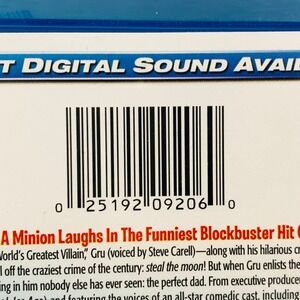 T DIGITAL SOUND AVAI
0 25192 09206 0
A Minion Laughs In The Funniest Blockbuster Hit
World's Greatest Villain," Gru (voiced by Steve Carell)—along with his hilarious
off the craziest crime of the century: steal the moon! But when Gru enlists the
ing in him nobody else has ever seen: the perfect dad. From executive produce
and featuring the voices of an all-star comedy cast, including